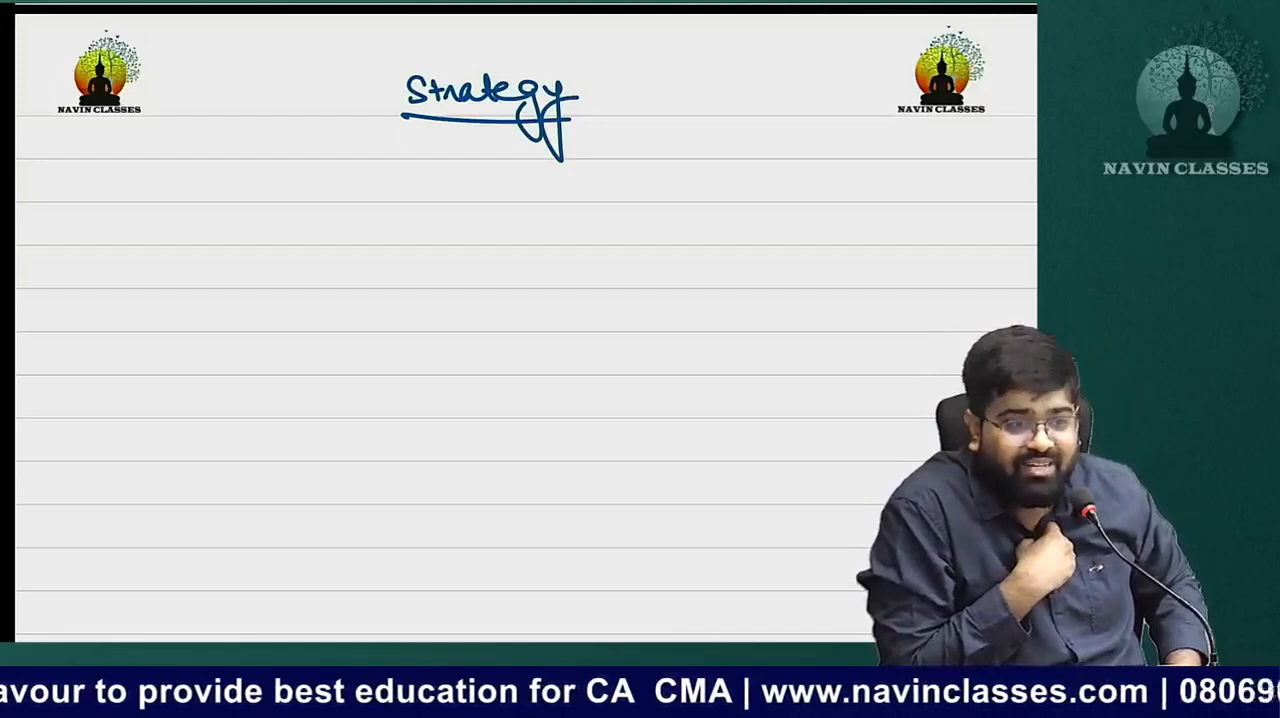 NAVIN CLASSES
Strategy
NAVIN CLASSES
NAVIN CLASSES
avour to provide best education for CA CMA | www.navinclasses.com | 08069